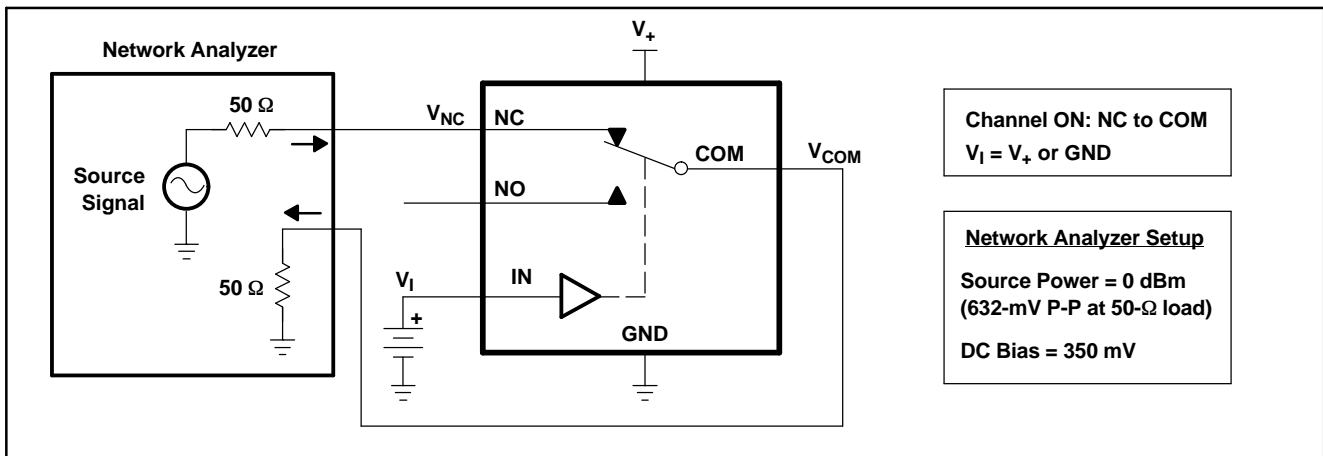 V+
Network Analyzer
50 Ω
VNC
NC
COM
VCOM
Source
Signal
NO
50 Ω
VI
IN
+
GND
Channel ON: NC to COM
VI = V+ or GND
Network Analyzer Setup
Source Power = 0 dBm
(632-mV P-P at 50-Ω load)
DC Bias = 350 mV